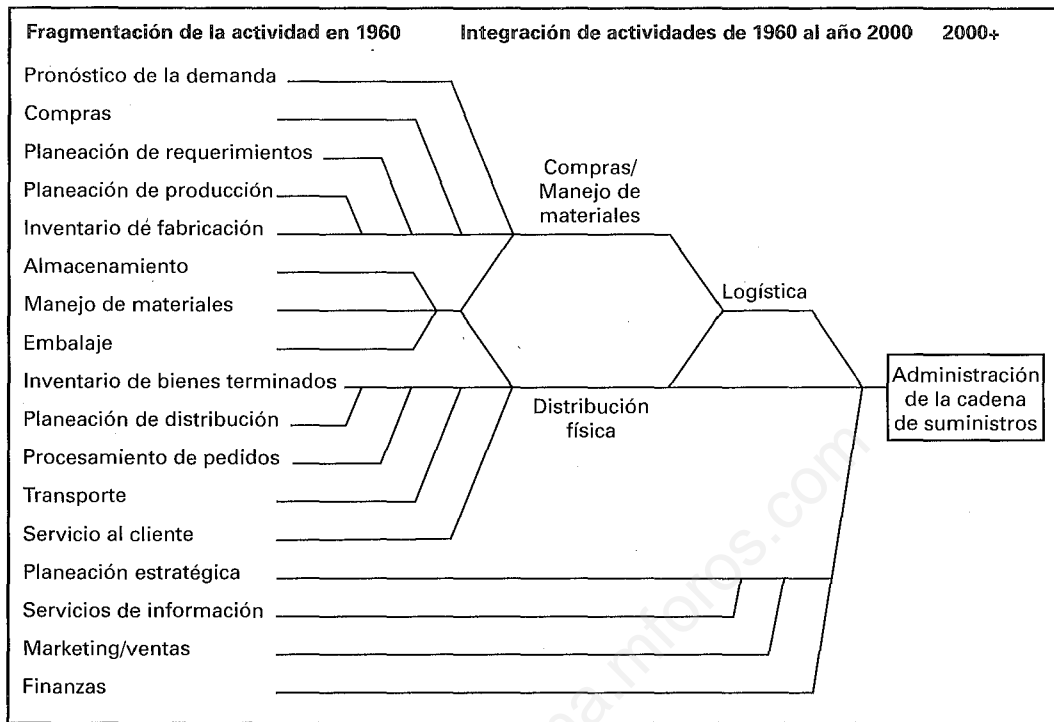 Fragmentación de la actividad en 1960 Integración de actividades de 1960 al año 2000 2000+
Pronóstico de la demanda
Compras
Planeación de requerimientos
Planeación de producción
Inventario dé fabricación
Almacenamiento
Manejo de materiales
Embalaje
Inventario de bienes terminados
Planeación de distribución
Procesamiento de pedidos
Transporte
Servicio al cliente
Planeación estratégica
Servicios de información
Marketing/ventas
Finanzas
Compras/
Manejo de
materiales
Distribución
física
Logística
Administración
de la cadena
de suministros
a.mforos.com